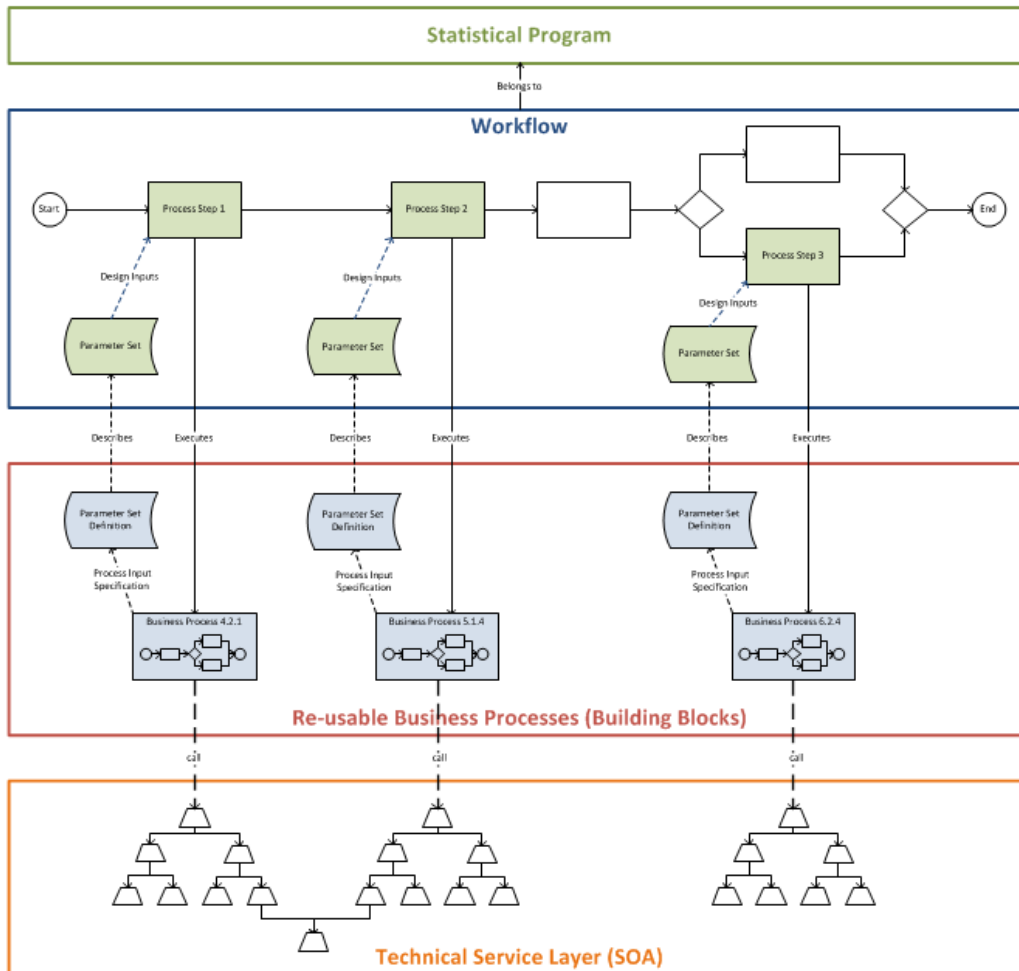 Statistical Program
Belongs to
Workflow
Start
Process Step 1
Process Step 2
Process Step 3
End
Design Inputs
Design Inputs
Design Inputs
Parameter Set
Parameter Set
Parameter Set
Describes
Executes
Describes
Executes
Describes
Executes
Parameter Set
Definition
Parameter Set
Definition
Parameter Set
Definition
Process Input
Specification
Process Input
Specification
Process Input
Specification
Business Process 4.2.1
Business Process 5.1.4
Business Process 6.2.4
Re-usable Business Processes (Building Blocks)
call
call
call
Technical Service Layer (SOA)